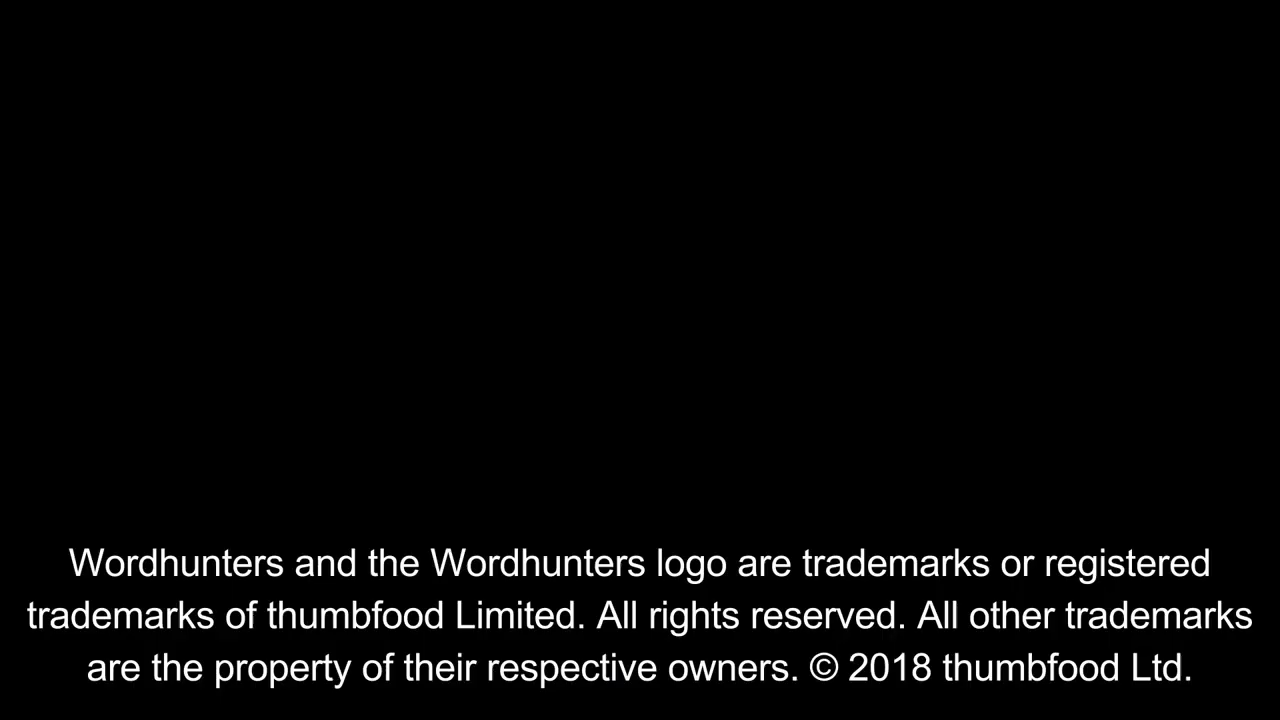 Wordhunters and the Wordhunters logo are trademarks or registered
trademarks of thumbfood Limited. All rights reserved. All other trademarks
are the property of their respective owners. © 2018 thumbfood Ltd.